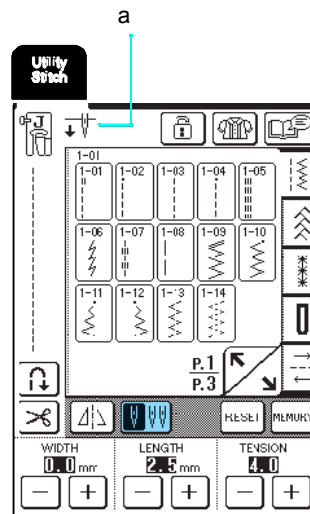 a
Utility
Stitch
J
1-01
1-01 1-02 1-03 1-04 1-05
1-06 1-07 1-08 1-09 1-10
1-11 1-12 1-13 1-14
P.1
P.3
RESET MEMORY
WIDTH LENGTH TENSION
0.0 mm 2.5 mm 4.0
− + − + − +